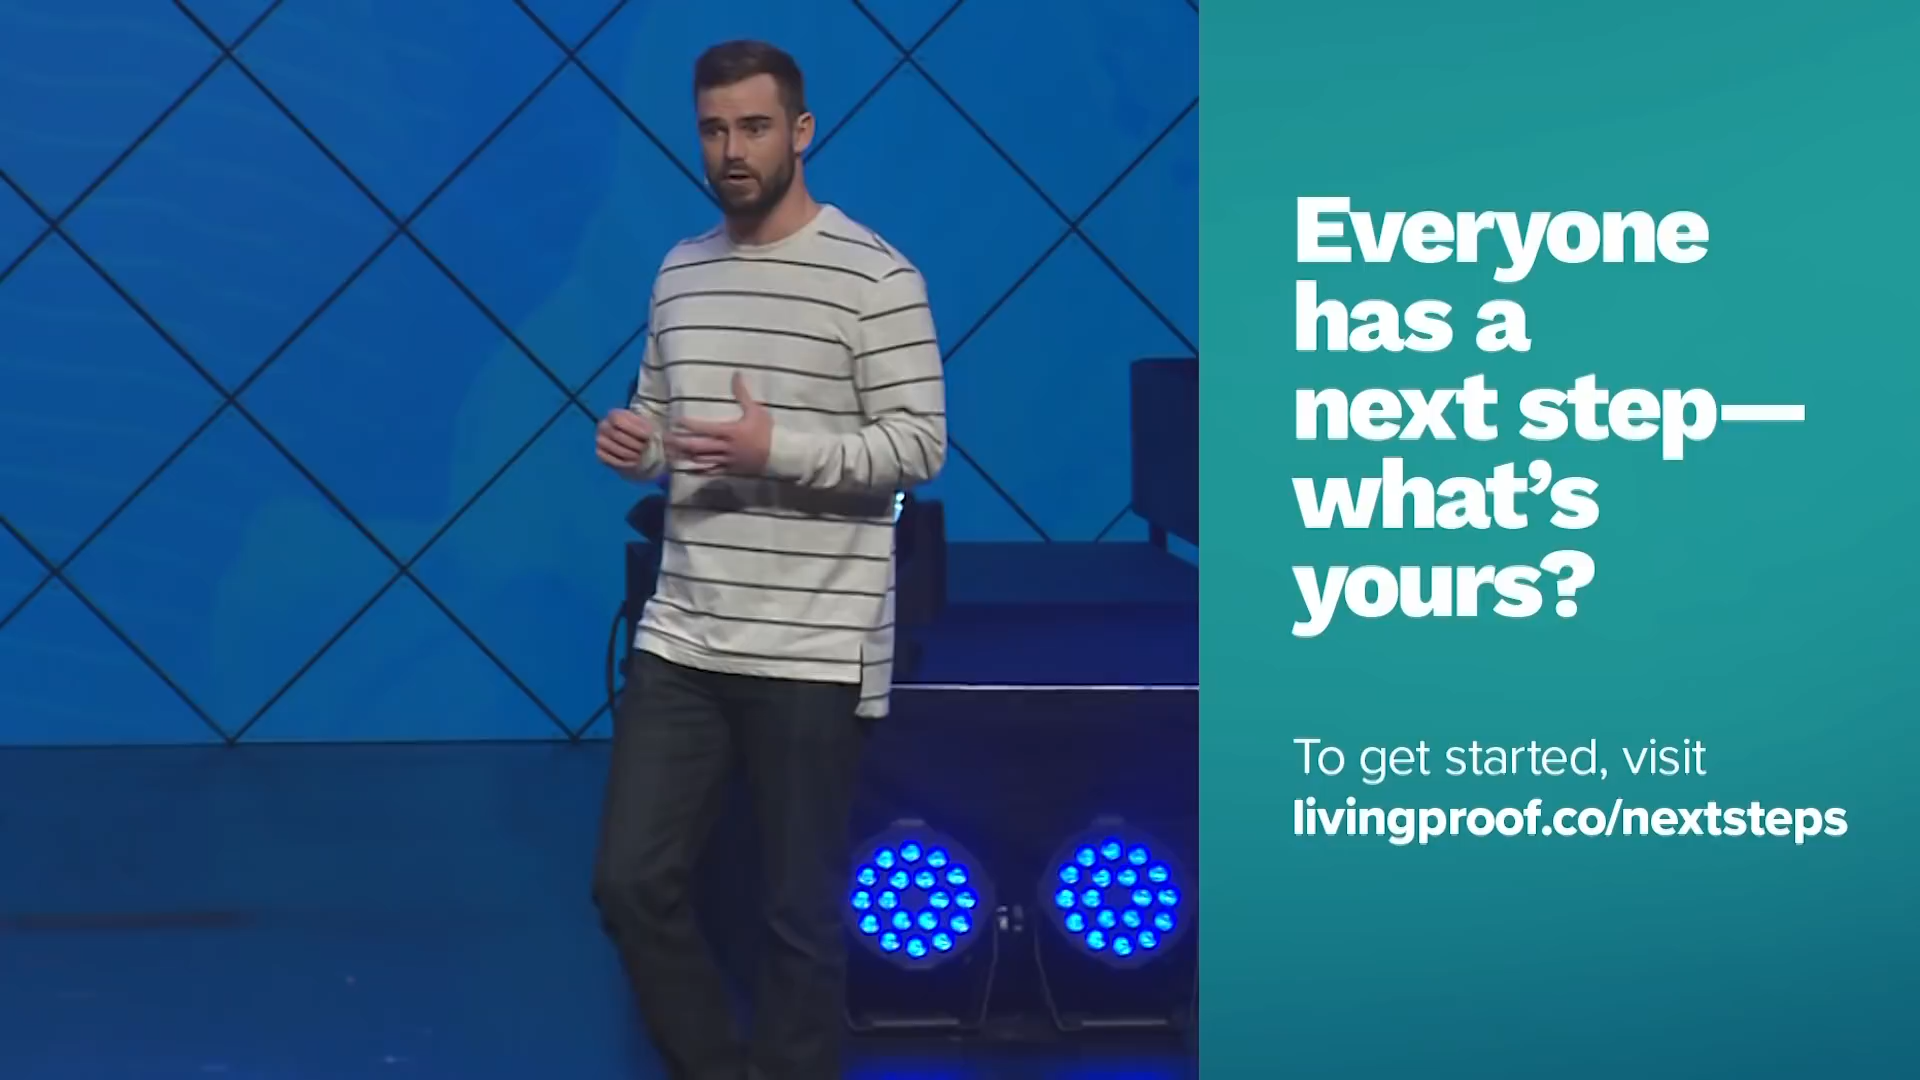 Everyone
has a
next step—
what's
yours?
To get started, visit
livingproof.co/nextsteps